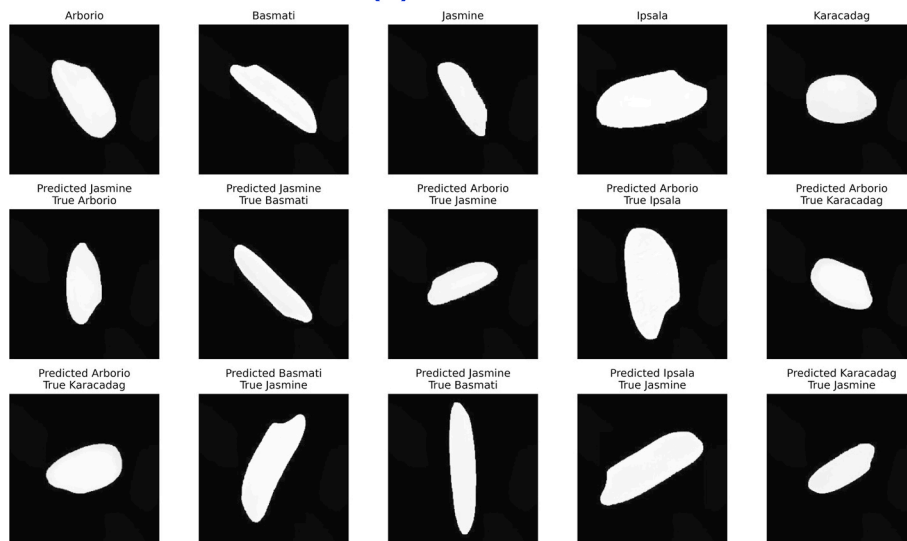 Arborio
Basmati
Jasmine
Ipsala
Karacadag
Predicted Jasmine
True Arborio
Predicted Jasmine
True Basmati
Predicted Arborio
True Jasmine
Predicted Arborio
True Ipsala
Predicted Arborio
True Karacadag
Predicted Arborio
True Karacadag
Predicted Basmati
True Jasmine
Predicted Jasmine
True Basmati
Predicted Ipsala
True Jasmine
Predicted Karacadag
True Jasmine